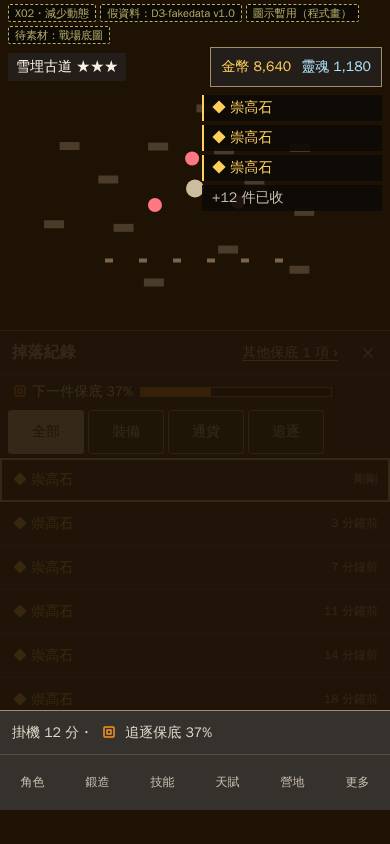 X02・減少動態 假資料：D3-fakedata v1.0 圖示暫用（程式畫）
待素材：戰場底圖
雪埋古道 ★★★
金幣 8,640 靈魂 1,180
◆ 崇高石
◆ 崇高石
◆ 崇高石
+12 件已收
掉落紀錄 其他保底 1 項 › ×
下一件保底 37%
全部 裝備 通貨 追逐
◆ 崇高石 剛剛
◆ 崇高石 3 分鐘前
◆ 崇高石 7 分鐘前
◆ 崇高石 11 分鐘前
◆ 崇高石 14 分鐘前
◆ 崇高石 18 分鐘前
掛機 12 分・ 追逐保底 37%
角色 鍛造 技能 天賦 營地 更多